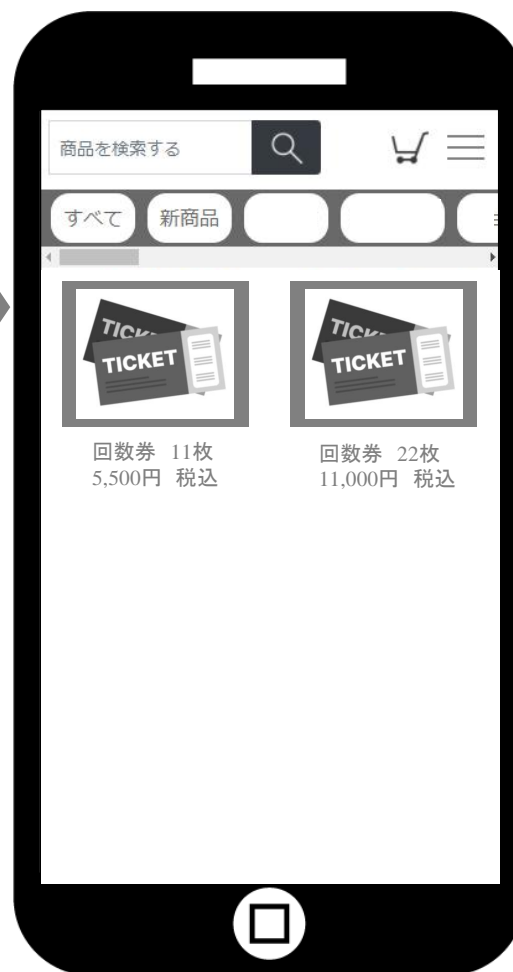 商品を検索する
すべて 新商品
TICKET
TICKET
回数券 11枚
5,500円 税込
回数券 22枚
11,000円 税込